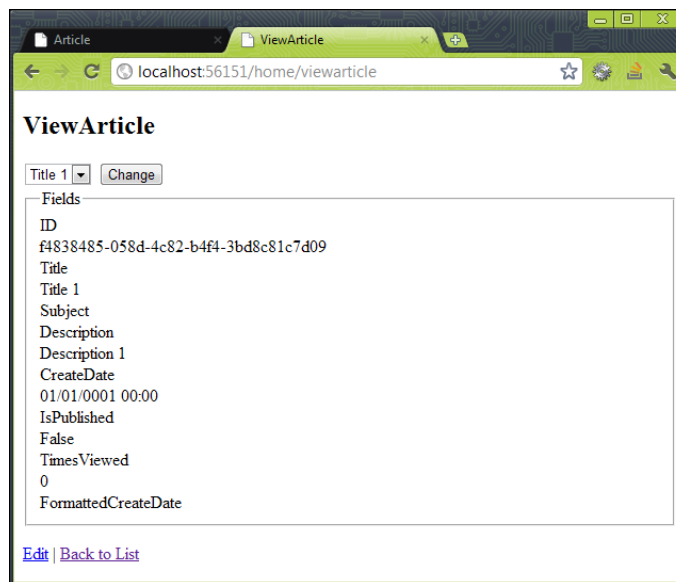 Article
ViewArticle
localhost:56151/home/viewarticle
ViewArticle
Title 1 Change
Fields
ID
f4838485-058d-4c82-b4f4-3bd8c81c7d09
Title
Title 1
Subject
Description
Description 1
CreateDate
01/01/0001 00:00
IsPublished
False
TimesViewed
0
FormattedCreateDate
Edit | Back to List